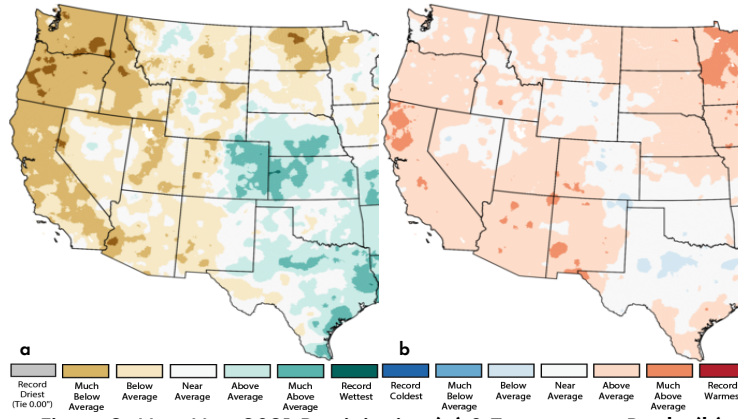 a
b
Record Driest (Tie 0.00")
Much Below Average
Below Average
Near Average
Above Average
Much Above Average
Record Wettest
Record Coldest
Much Below Average
Below Average
Near Average
Above Average
Much Above Average
Record Warmes